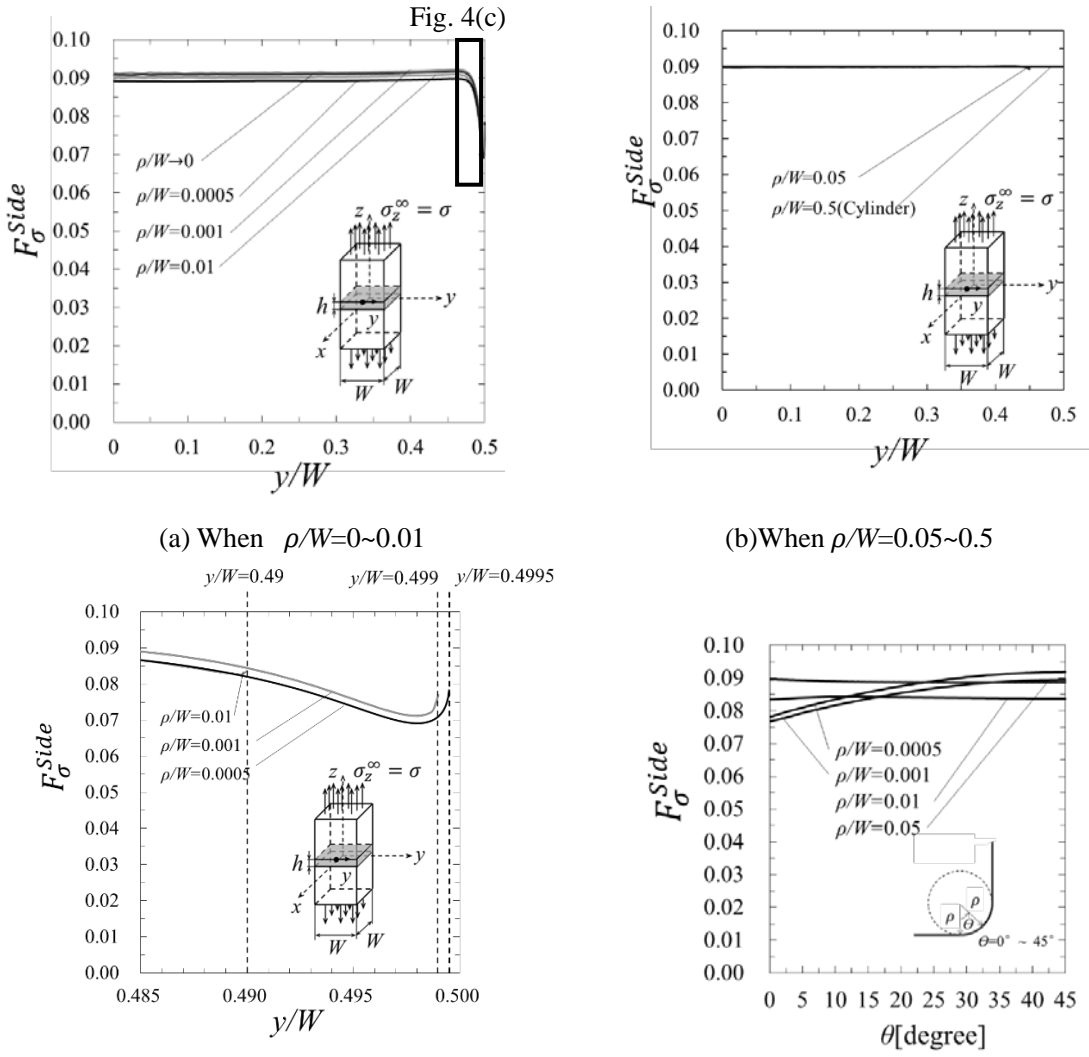 Fig. 4(c)
0.10
0.09
0.08
0.07
0.06
0.05
0.04
0.03
0.02
0.01
0.00
F_σ^Side
ρ/W→0
ρ/W=0.0005
ρ/W=0.001
ρ/W=0.01
z σ_z^∞ = σ
h
y
y
x
W
W
0 0.1 0.2 0.3 0.4 0.5
y/W
(a) When ρ/W=0~0.01
0.10
0.09
0.08
0.07
0.06
0.05
0.04
0.03
0.02
0.01
0.00
F_σ^Side
ρ/W=0.05
ρ/W=0.5(Cylinder)
z σ_z^∞ = σ
h
y
y
x
W
W
0 0.1 0.2 0.3 0.4 0.5
y/W
(b)When ρ/W=0.05~0.5
y/W=0.49 y/W=0.499 y/W=0.4995
0.10
0.09
0.08
0.07
0.06
0.05
0.04
0.03
0.02
0.01
0.00
F_σ^Side
ρ/W=0.01
ρ/W=0.001
ρ/W=0.0005
z σ_z^∞ = σ
h
y
y
x
W
W
0.485 0.490 0.495 0.500
y/W
0.10
0.09
0.08
0.07
0.06
0.05
0.04
0.03
0.02
0.01
0.00
F_σ^Side
ρ/W=0.0005
ρ/W=0.001
ρ/W=0.01
ρ/W=0.05
ρ
ρ
Θ
Θ=0° ~ 45°
0 5 10 15 20 25 30 35 40 45
θ[degree]